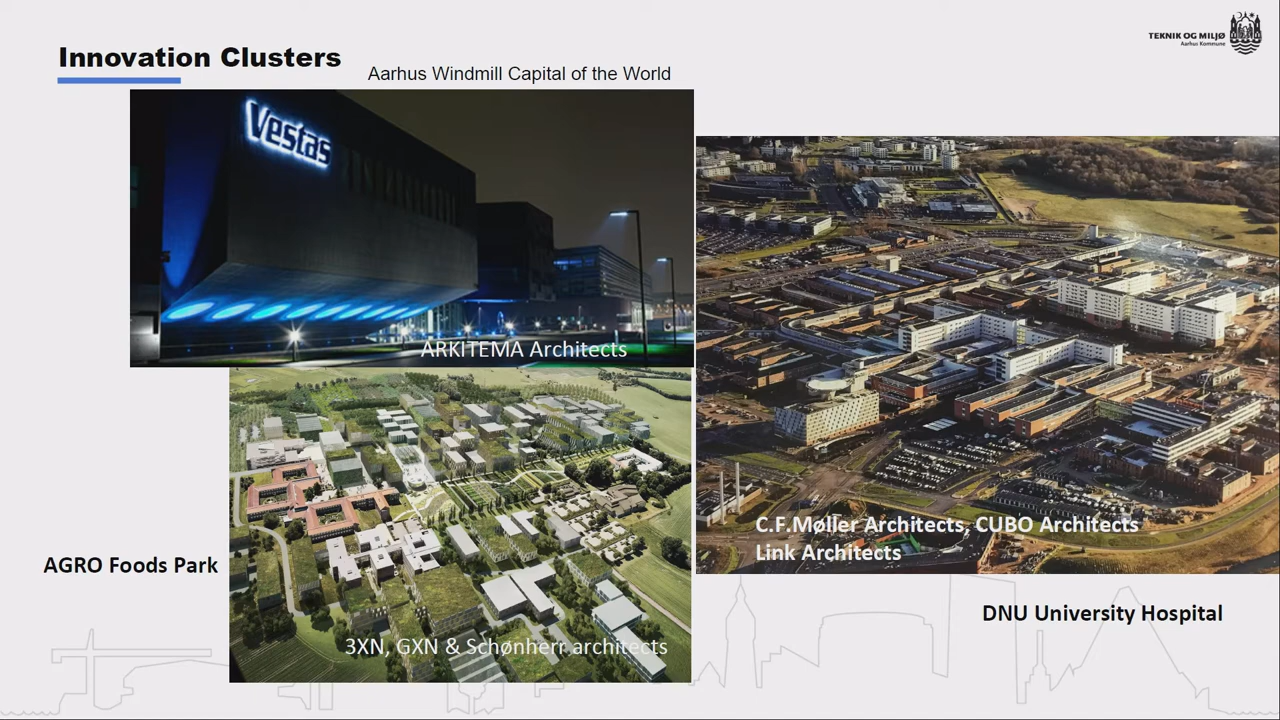 Innovation Clusters
Aarhus Windmill Capital of the World
TEKNIK OG MILJØ
Aarhus Kommune
Vestas
ARKITEMA Architects
C.F.Møller Architects, CUBO Architects
Link Architects
AGRO Foods Park
DNU University Hospital
3XN, GXN & Schønherr architects